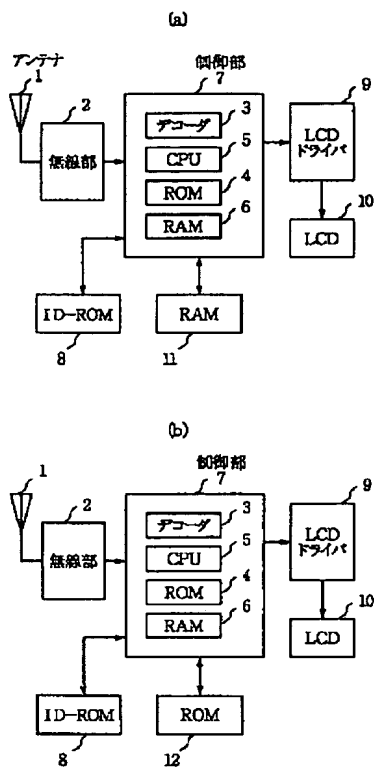 (a)
アンテナ
1
2
無線部
制御部
7
3
デコーダ
5
CPU
4
ROM
6
RAM
9
LCD
ドライバ
10
LCD
ID-ROM
8
RAM
11
(b)
1
2
無線部
制御部
7
3
デコーダ
5
CPU
4
ROM
6
RAM
9
LCD
ドライバ
10
LCD
ID-ROM
8
ROM
12